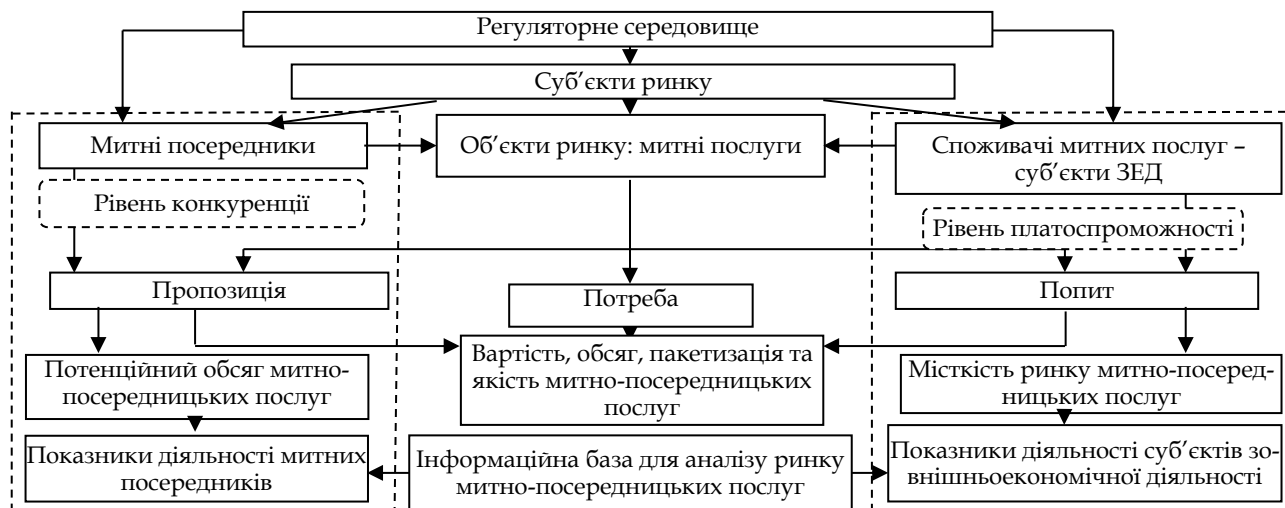 Регуляторне середовище
Суб’єкти ринку
Митні посередники
Об’єкти ринку: митні послуги
Споживачі митних послуг –
суб’єкти ЗЕД
Рівень конкуренції
Рівень платоспроможності
Пропозиція
Потреба
Попит
Потенційний обсяг митно-
посередницьких послуг
Вартість, обсяг, пакетизація та
якість митно-посередницьких
послуг
Місткість ринку митно-посеред-
ницьких послуг
Показники діяльності митних
посередників
Інформаційна база для аналізу ринку
митно-посередницьких послуг
Показники діяльності суб’єктів зо-
внішньоекономічної діяльності